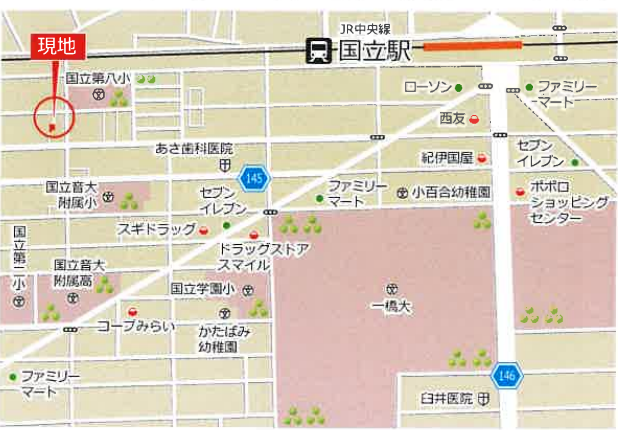 JR中央線
国立駅
現地
国立第八小
ローソン
ファミリー
マート
西友
あさ歯科医院
紀伊國屋
セブン
イレブン
145
国立音大
附属小
セブン
イレブン
ファミリー
マート
小百合幼稚園
ポポロ
ショッピング
センター
スギドラッグ
ドラッグストア
スマイル
国立第二小
国立音大
附属高
国立学園小
一橋大
コープみらい
かたばみ
幼稚園
ファミリー
マート
146
臼井医院